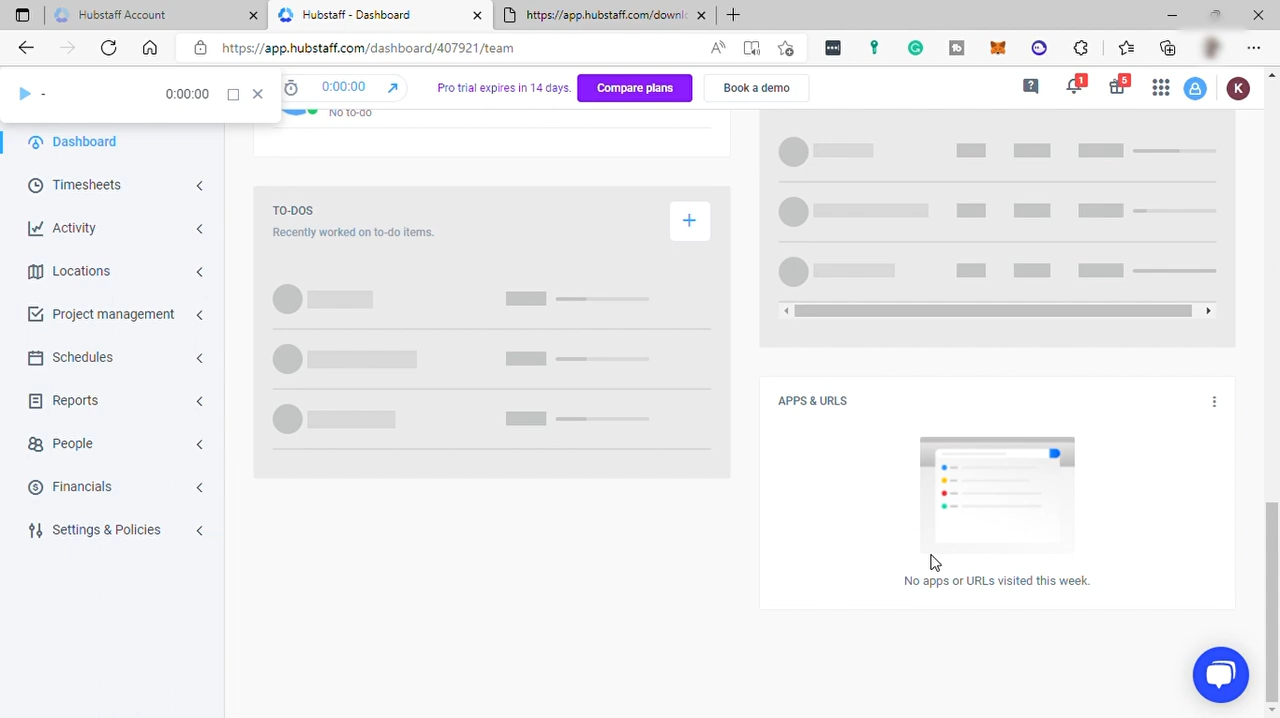 Hubstaff Account
Hubstaff - Dashboard
https://app.hubstaff.com/downl
https://app.hubstaff.com/dashboard/407921/team
-
0:00:00
0:00:00
Pro trial expires in 14 days.
Compare plans
Book a demo
1
5
K
No to-do
Dashboard
Timesheets
Activity
Locations
Project management
Schedules
Reports
People
Financials
Settings & Policies
TO-DOS
Recently worked on to-do items.
APPS & URLS
No apps or URLs visited this week.